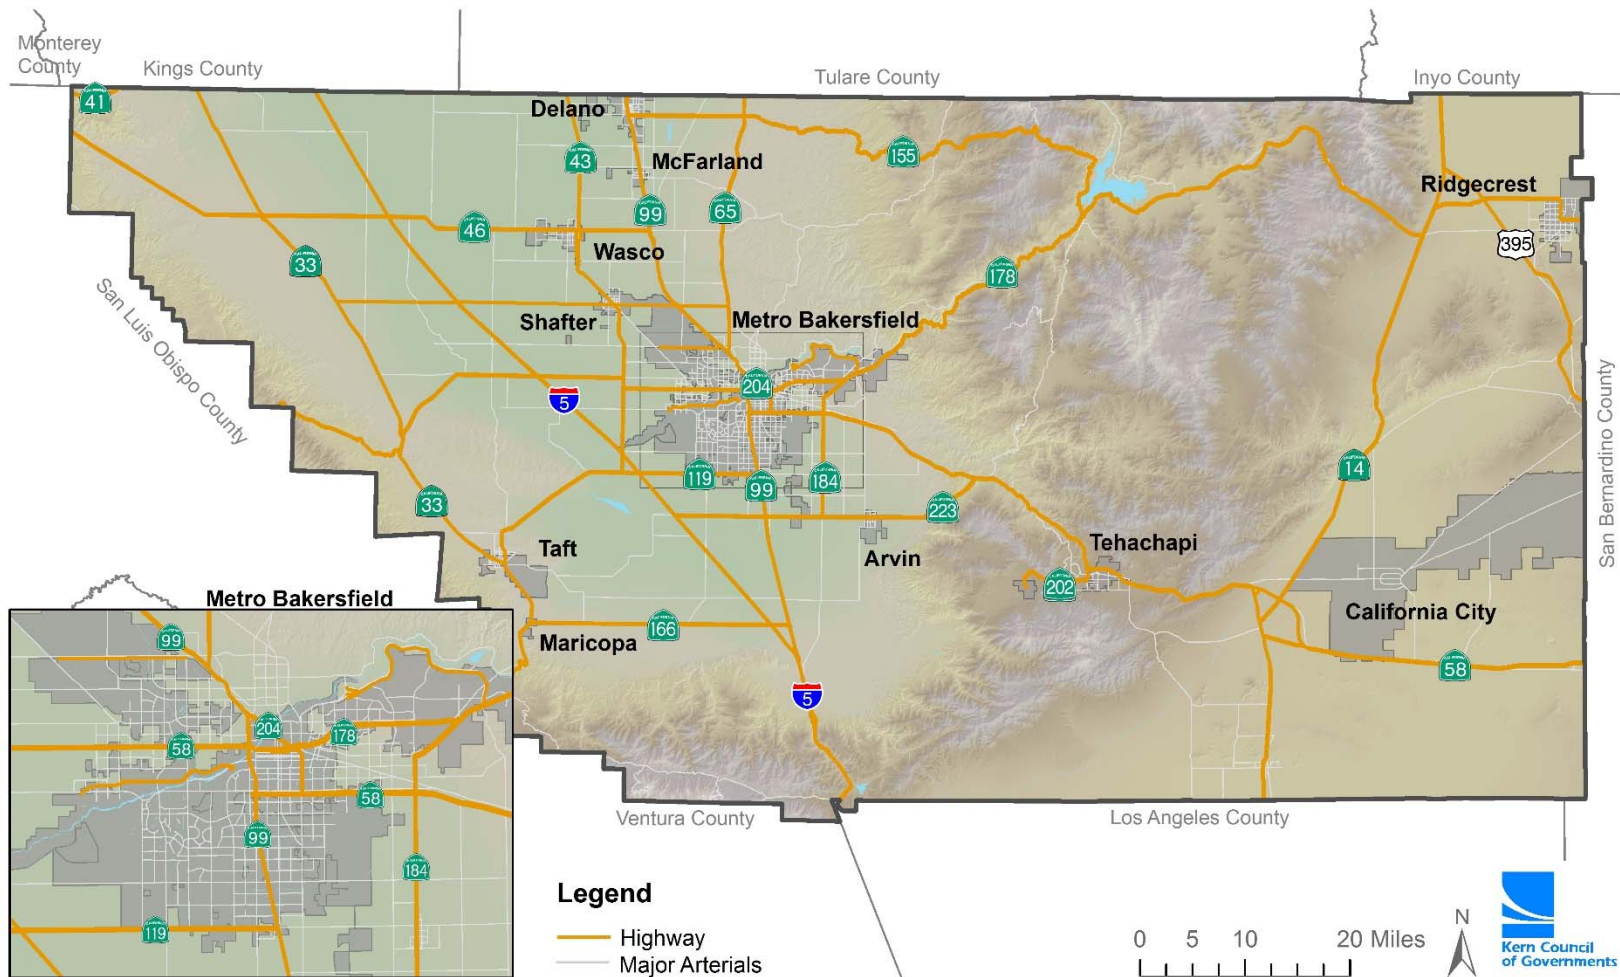 Monterey
County
Kings County
Tulare County
Inyo County
41
Delano
43
McFarland
155
Ridgecrest
99
65
46
Wasco
395
33
178
San Luis Obispo County
Shafter
Metro Bakersfield
204
5
San Bernardino County
14
119
99
184
33
223
Taft
Arvin
Tehachapi
202
Metro Bakersfield
California City
Maricopa
166
58
5
99
204
178
58
58
99
184
119
Ventura County
Los Angeles County
Legend
Highway
Major Arterials
0 5 10 20 Miles
N
Kern Council
of Governments